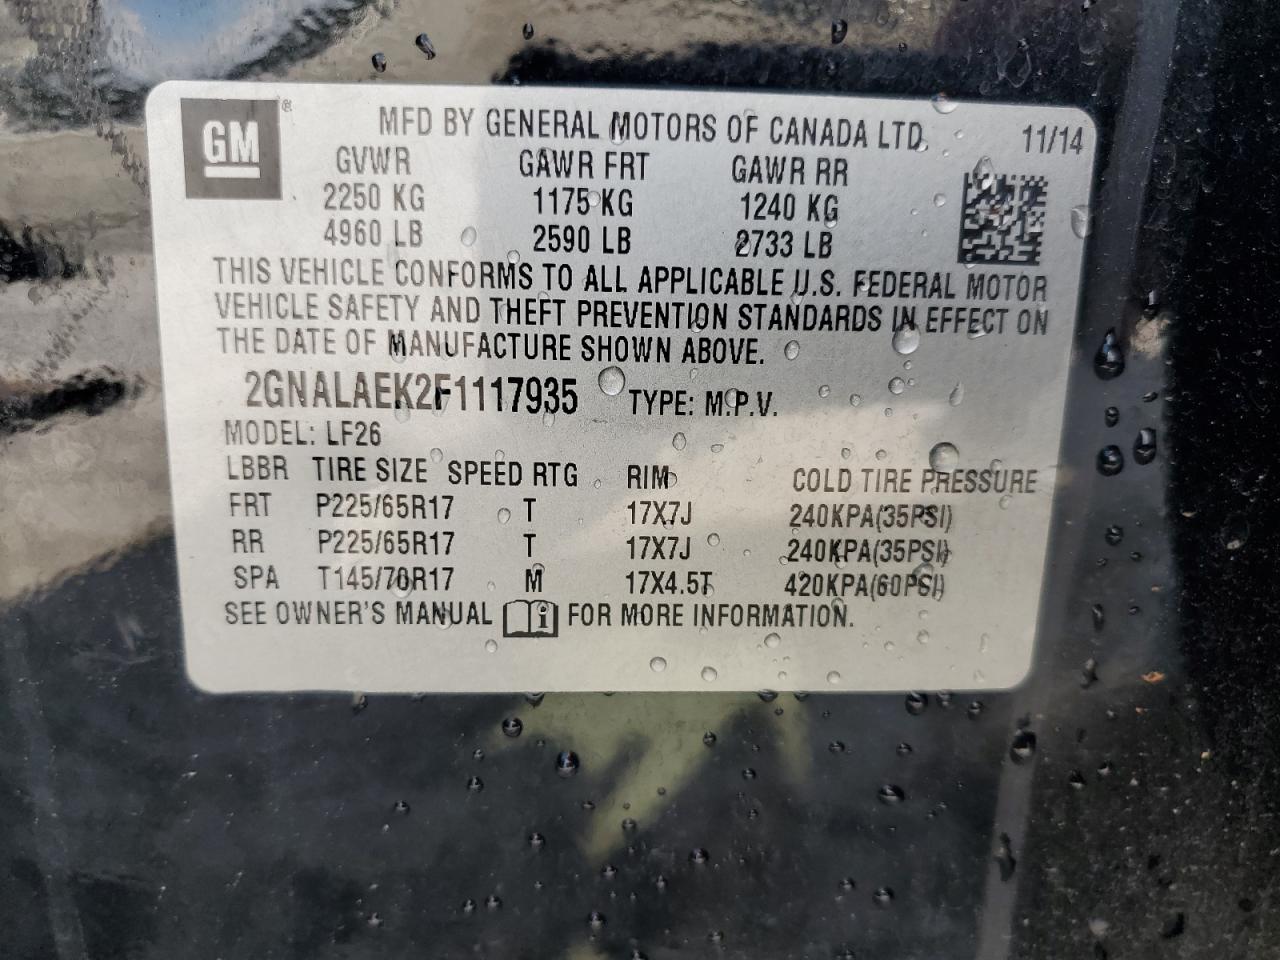 GM ®
MFD BY GENERAL MOTORS OF CANADA LTD. 11/14
GVWR GAWR FRT GAWR RR
2250 KG 1175 KG 1240 KG
4960 LB 2590 LB 2733 LB
THIS VEHICLE CONFORMS TO ALL APPLICABLE U.S. FEDERAL MOTOR
VEHICLE SAFETY AND THEFT PREVENTION STANDARDS IN EFFECT ON
THE DATE OF MANUFACTURE SHOWN ABOVE.
2GNALAEK2F1117935 TYPE: M.P.V.
MODEL: LF26
LBBR TIRE SIZE SPEED RTG RIM COLD TIRE PRESSURE
FRT P225/65R17 T 17X7J 240KPA(35PSI)
RR P225/65R17 T 17X7J 240KPA(35PSI)
SPA T145/70R17 M 17X4.5T 420KPA(60PSI)
SEE OWNER'S MANUAL i FOR MORE INFORMATION.